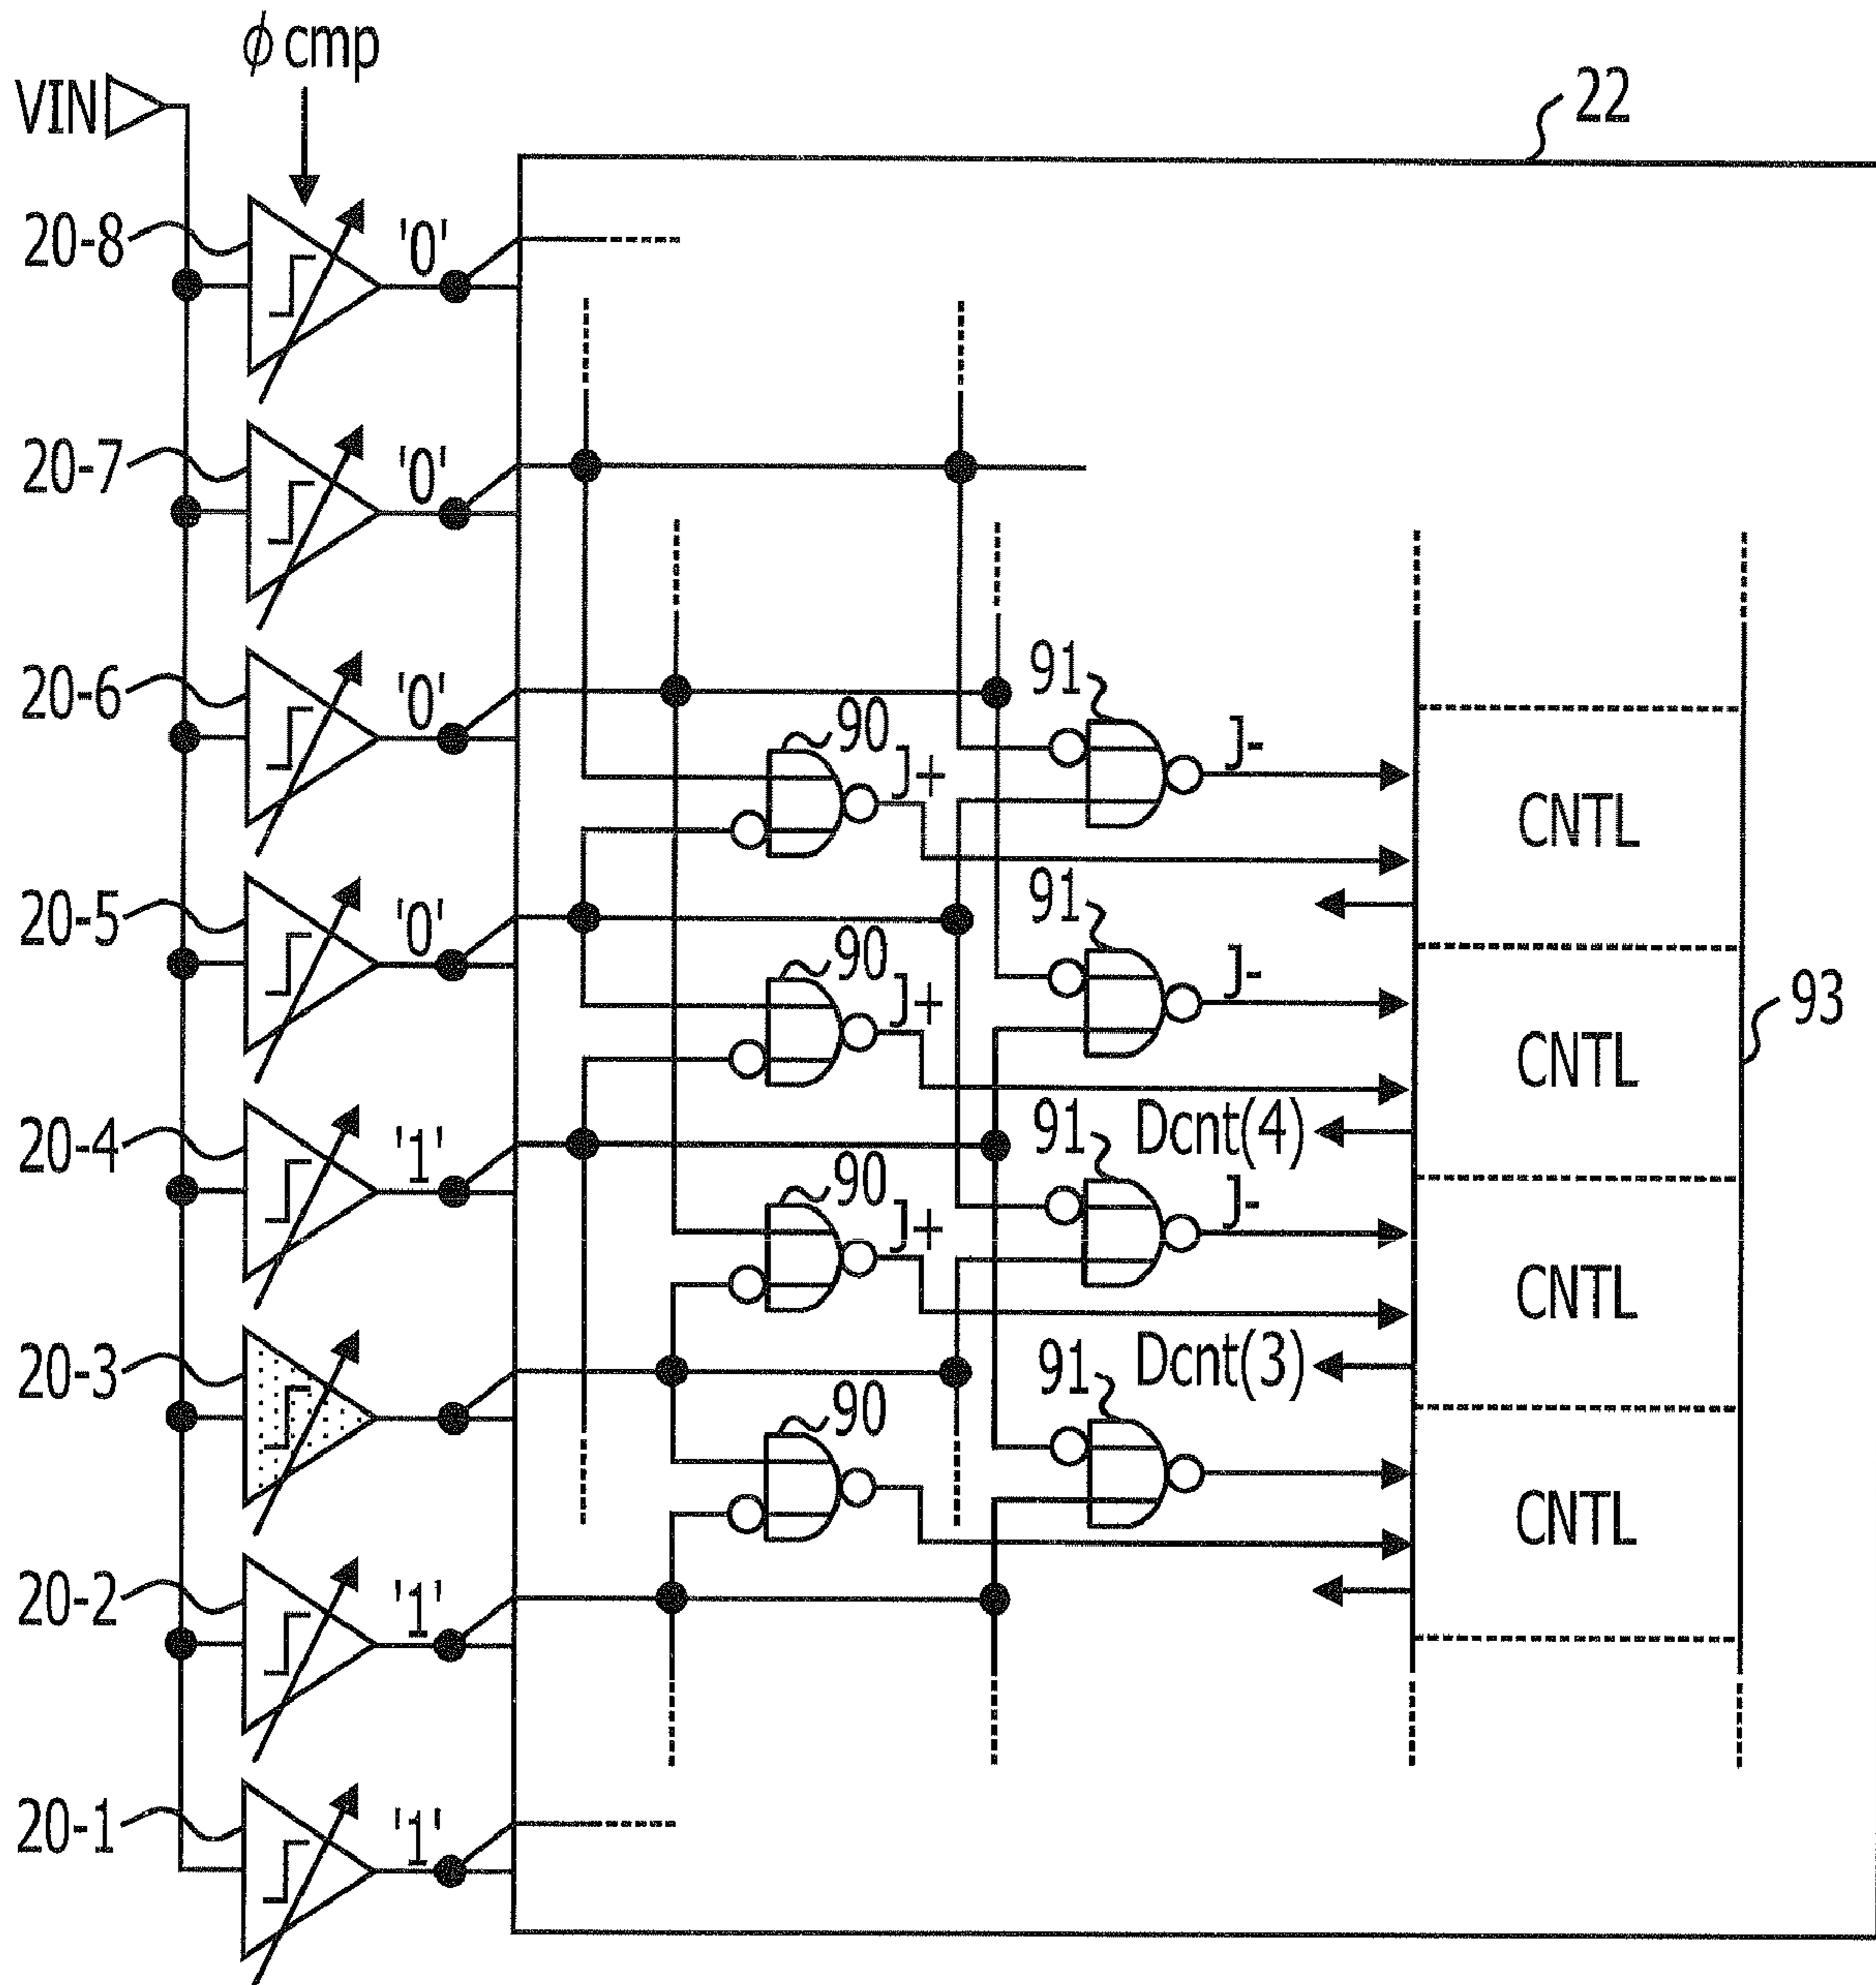 φ cmp
VIN
22
20-8
'0'
20-7
'0'
20-6
'0'
91
90
J+
J-
CNTL
20-5
'0'
91
90
J+
J-
CNTL
93
20-4
'1'
91
Dcnt(4)
90
J+
J-
CNTL
20-3
91
Dcnt(3)
90
CNTL
20-2
'1'
20-1
'1'